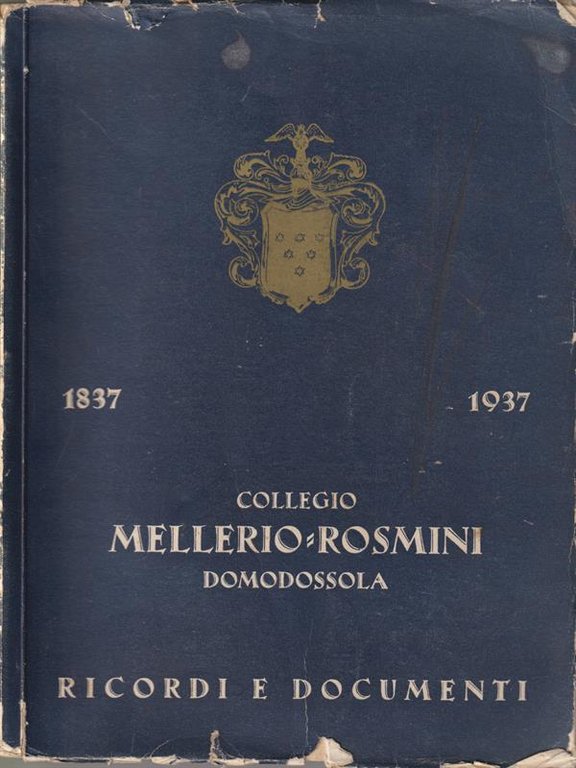 1837 1937
COLLEGIO
MELLERIO=ROSMINI
DOMODOSSOLA
RICORDI E DOCUMENTI